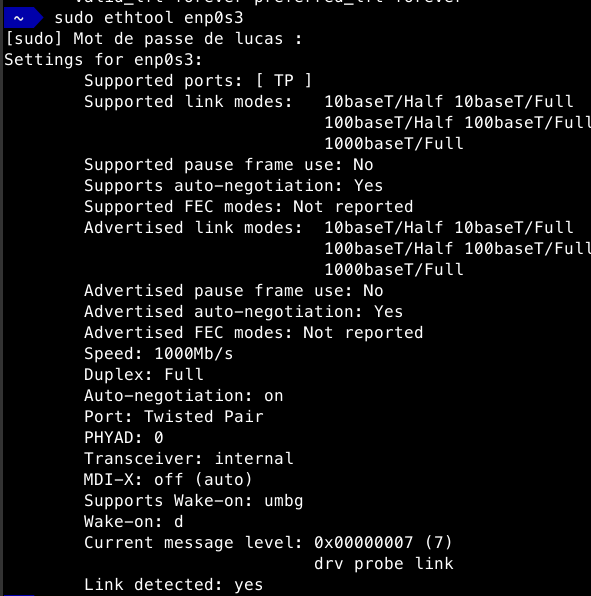 valid_lft forever preferred_lft forever
~ sudo ethtool enp0s3
[sudo] Mot de passe de lucas :
Settings for enp0s3:
Supported ports: [ TP ]
Supported link modes: 10baseT/Half 10baseT/Full
100baseT/Half 100baseT/Full
1000baseT/Full
Supported pause frame use: No
Supports auto-negotiation: Yes
Supported FEC modes: Not reported
Advertised link modes: 10baseT/Half 10baseT/Full
100baseT/Half 100baseT/Full
1000baseT/Full
Advertised pause frame use: No
Advertised auto-negotiation: Yes
Advertised FEC modes: Not reported
Speed: 1000Mb/s
Duplex: Full
Auto-negotiation: on
Port: Twisted Pair
PHYAD: 0
Transceiver: internal
MDI-X: off (auto)
Supports Wake-on: umbg
Wake-on: d
Current message level: 0x00000007 (7)
drv probe link
Link detected: yes